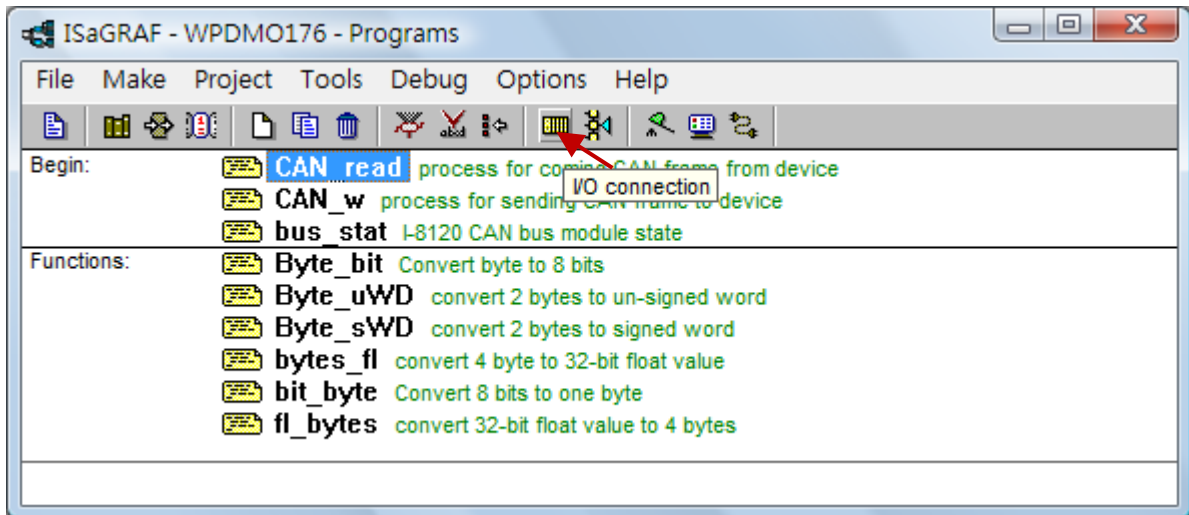 ISaGRAF - WPDMO176 - Programs
File Make Project Tools Debug Options Help
Begin: CAN_read process for coming CAN frame from device
I/O connection
CAN_w process for sending CAN frame to device
bus_stat I-8120 CAN bus module state
Functions: Byte_bit Convert byte to 8 bits
Byte_uWD convert 2 bytes to un-signed word
Byte_sWD convert 2 bytes to signed word
bytes_fl convert 4 byte to 32-bit float value
bit_byte Convert 8 bits to one byte
fl_bytes convert 32-bit float value to 4 bytes